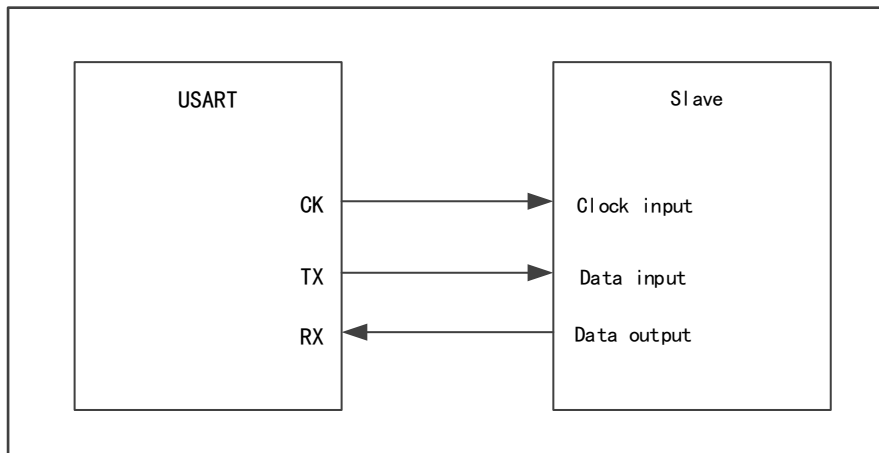 USART
Slave
CK
Clock input
TX
Data input
RX
Data output